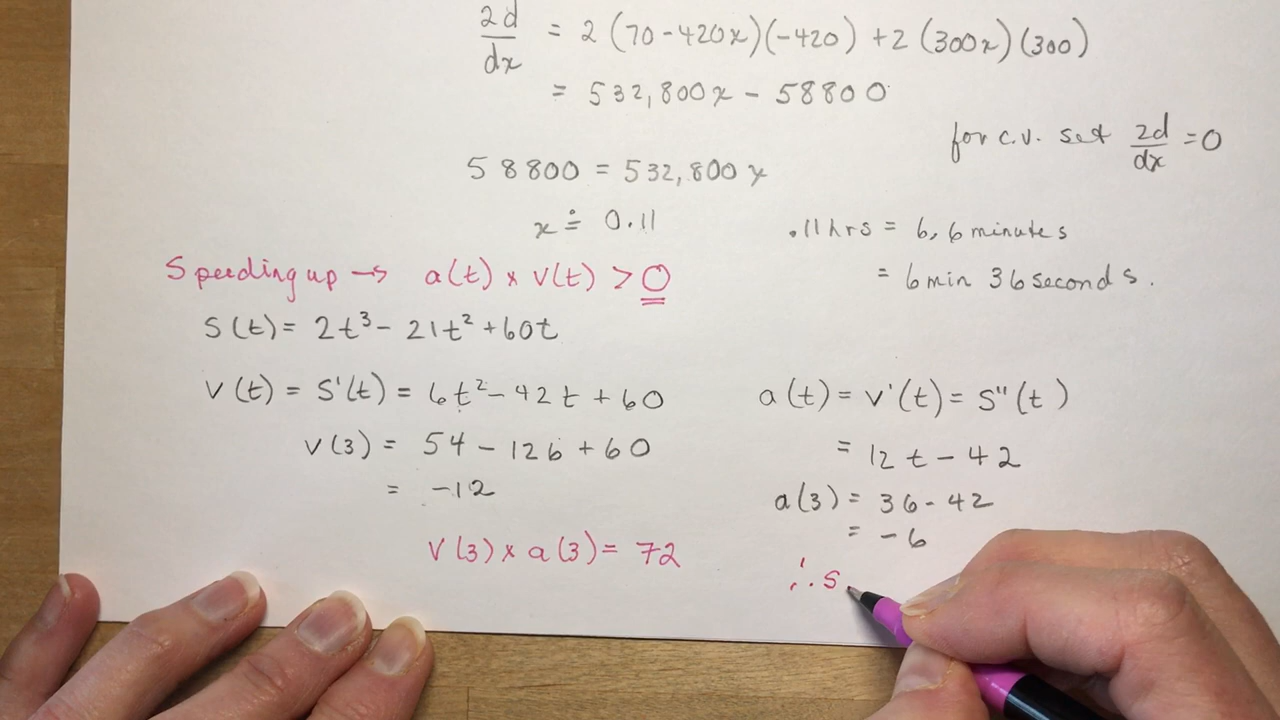 2d/dx = 2(70-420x)(-420) + 2(300x)(300)
= 532,800x - 58800
for c.v. set 2d/dx = 0
58800 = 532,800x
x ≐ 0.11
.11hrs = 6.6 minutes
= 6 min 36 seconds.
Speeding up → a(t) × v(t) > 0
S(t) = 2t³ - 21t² + 60t
V(t) = S'(t) = 6t² - 42t + 60
a(t) = v'(t) = S"(t)
V(3) = 54 - 126 + 60
= 12t - 42
= -12
a(3) = 36 - 42
= -6
V(3) × a(3) = 72
∴ s